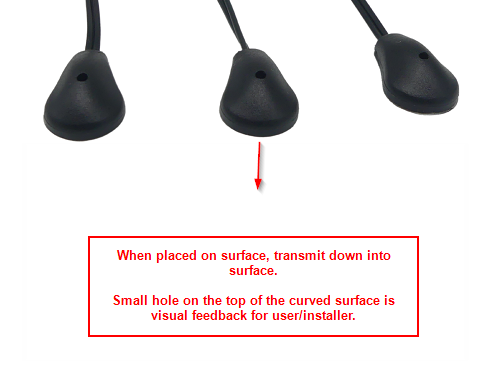 When placed on surface, transmit down into
surface.
Small hole on the top of the curved surface is
visual feedback for user/installer.